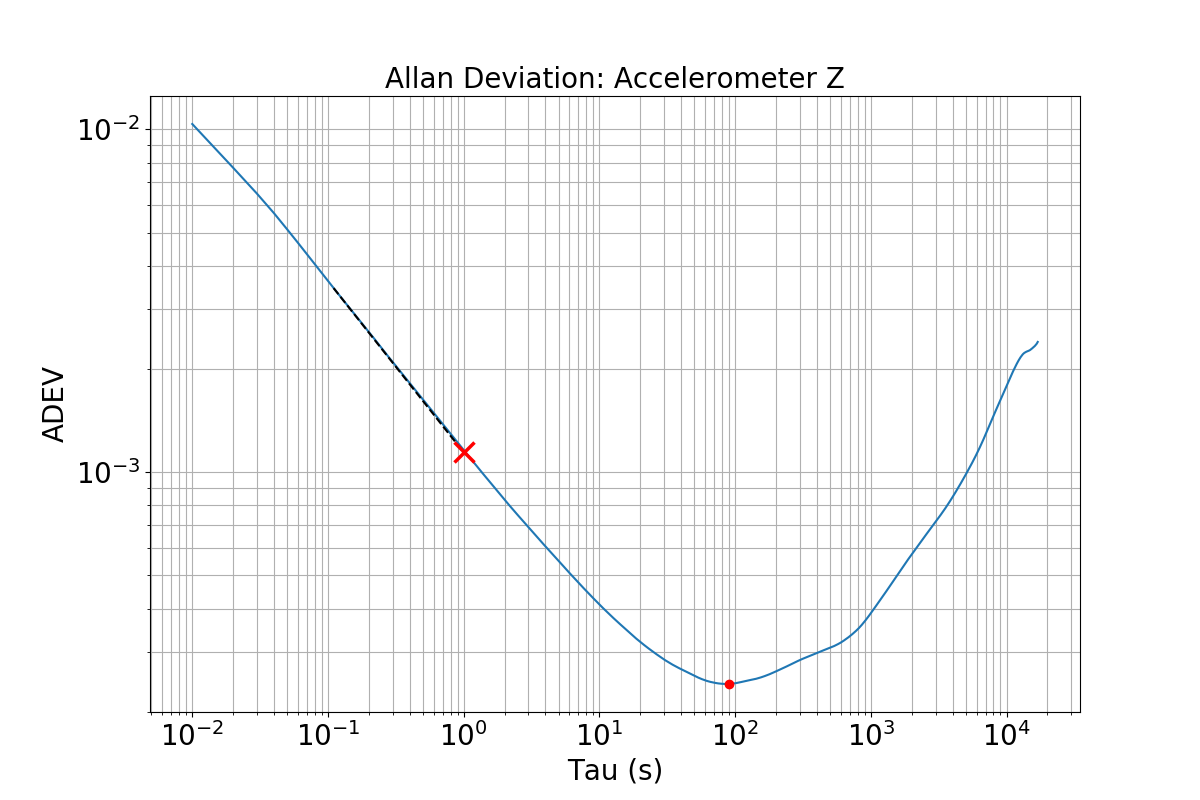 Allan Deviation: Accelerometer Z
10⁻²
10⁻³
ADEV
10⁻² 10⁻¹ 10⁰ 10¹ 10² 10³ 10⁴
Tau (s)